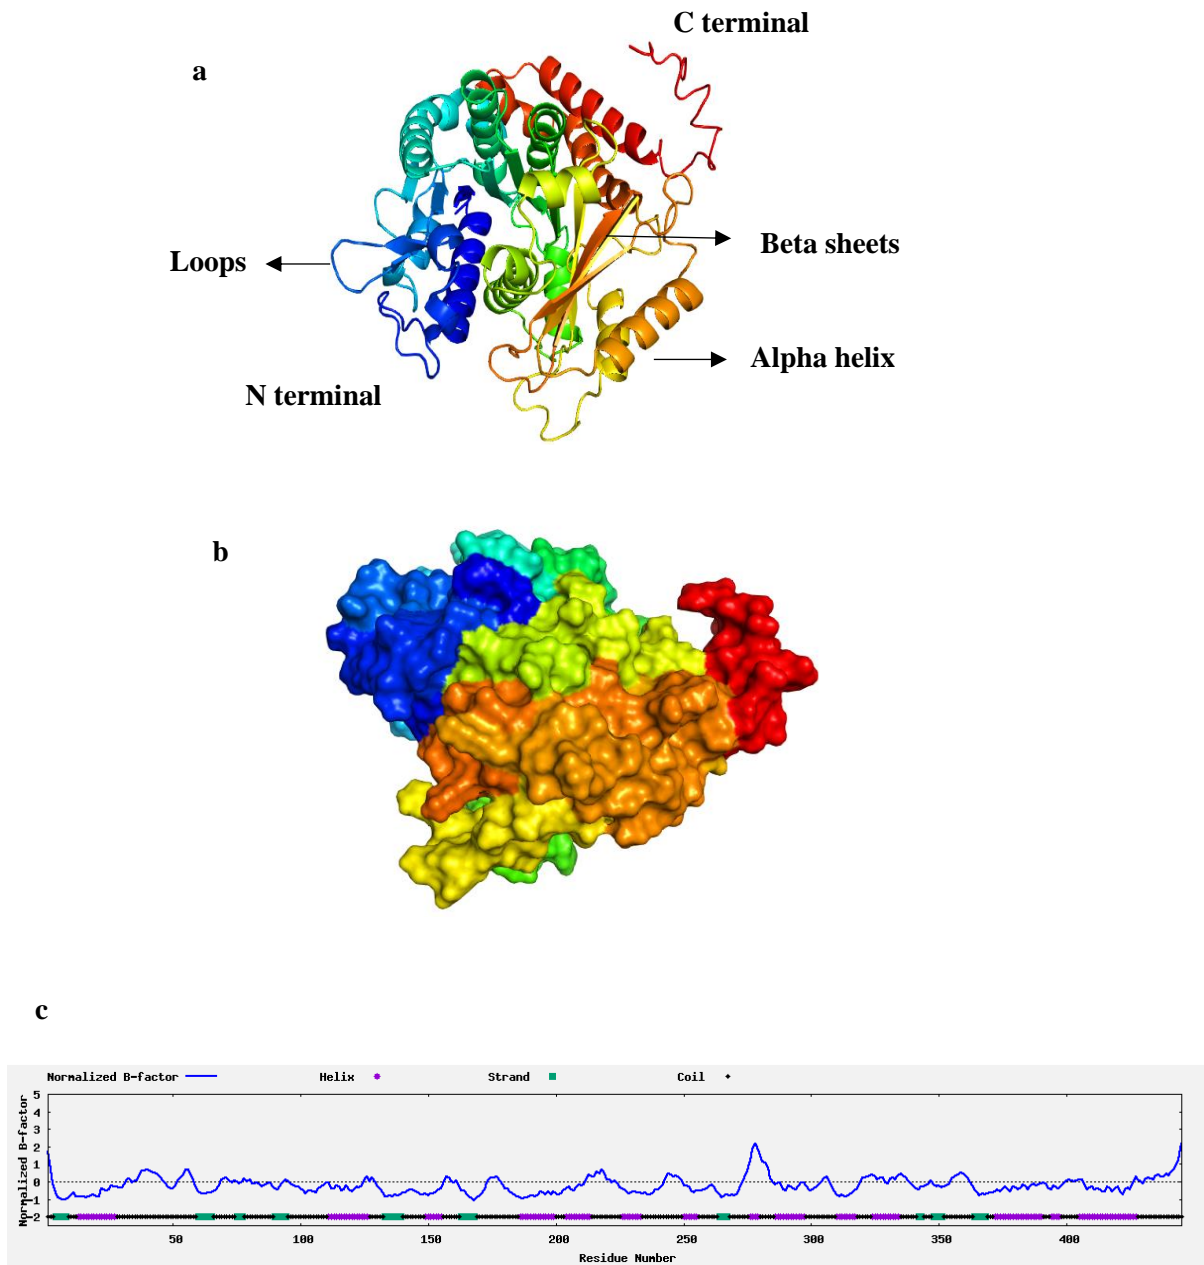 C terminal
a
Loops
Beta sheets
Alpha helix
N terminal
b
c
Normalized B-factor Helix Strand Coil
Normalized B-factor
5
4
3
2
1
0
-1
-2
50 100 150 200 250 300 350 400
Residue Number